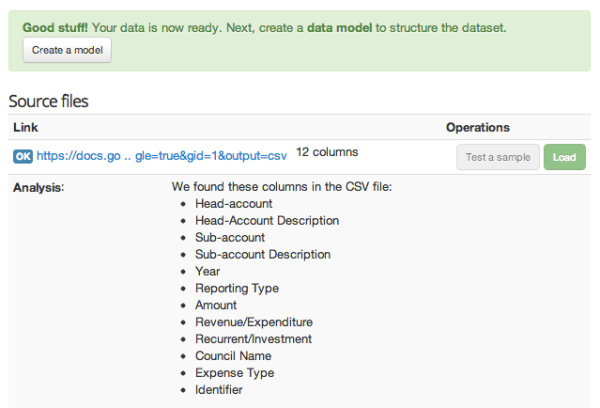 Good stuff! Your data is now ready. Next, create a data model to structure the dataset.
Create a model
Source files
Link Operations
OK https://docs.go .. gle=true&gid=1&output=csv 12 columns Test a sample Load
Analysis: We found these columns in the CSV file:
• Head-account
• Head-Account Description
• Sub-account
• Sub-account Description
• Year
• Reporting Type
• Amount
• Revenue/Expenditure
• Recurrent/Investment
• Council Name
• Expense Type
• Identifier